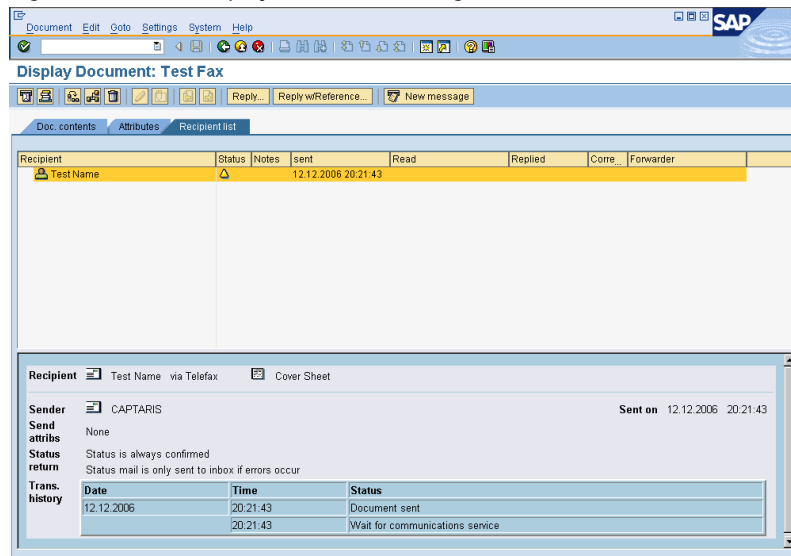 Document Edit Goto Settings System Help
SAP
Display Document: Test Fax
Reply... Reply w/Reference... New message
Doc. contents Attributes Recipient list
Recipient Status Notes sent Read Replied Corre... Forwarder
Test Name 12.12.2006 20:21:43
Recipient Test Name via Telefax Cover Sheet
Sender CAPTARIS Sent on 12.12.2006 20:21:43
Send attribs None
Status return Status is always confirmed
Status mail is only sent to inbox if errors occur
Trans. history Date Time Status
12.12.2006 20:21:43 Document sent
20:21:43 Wait for communications service